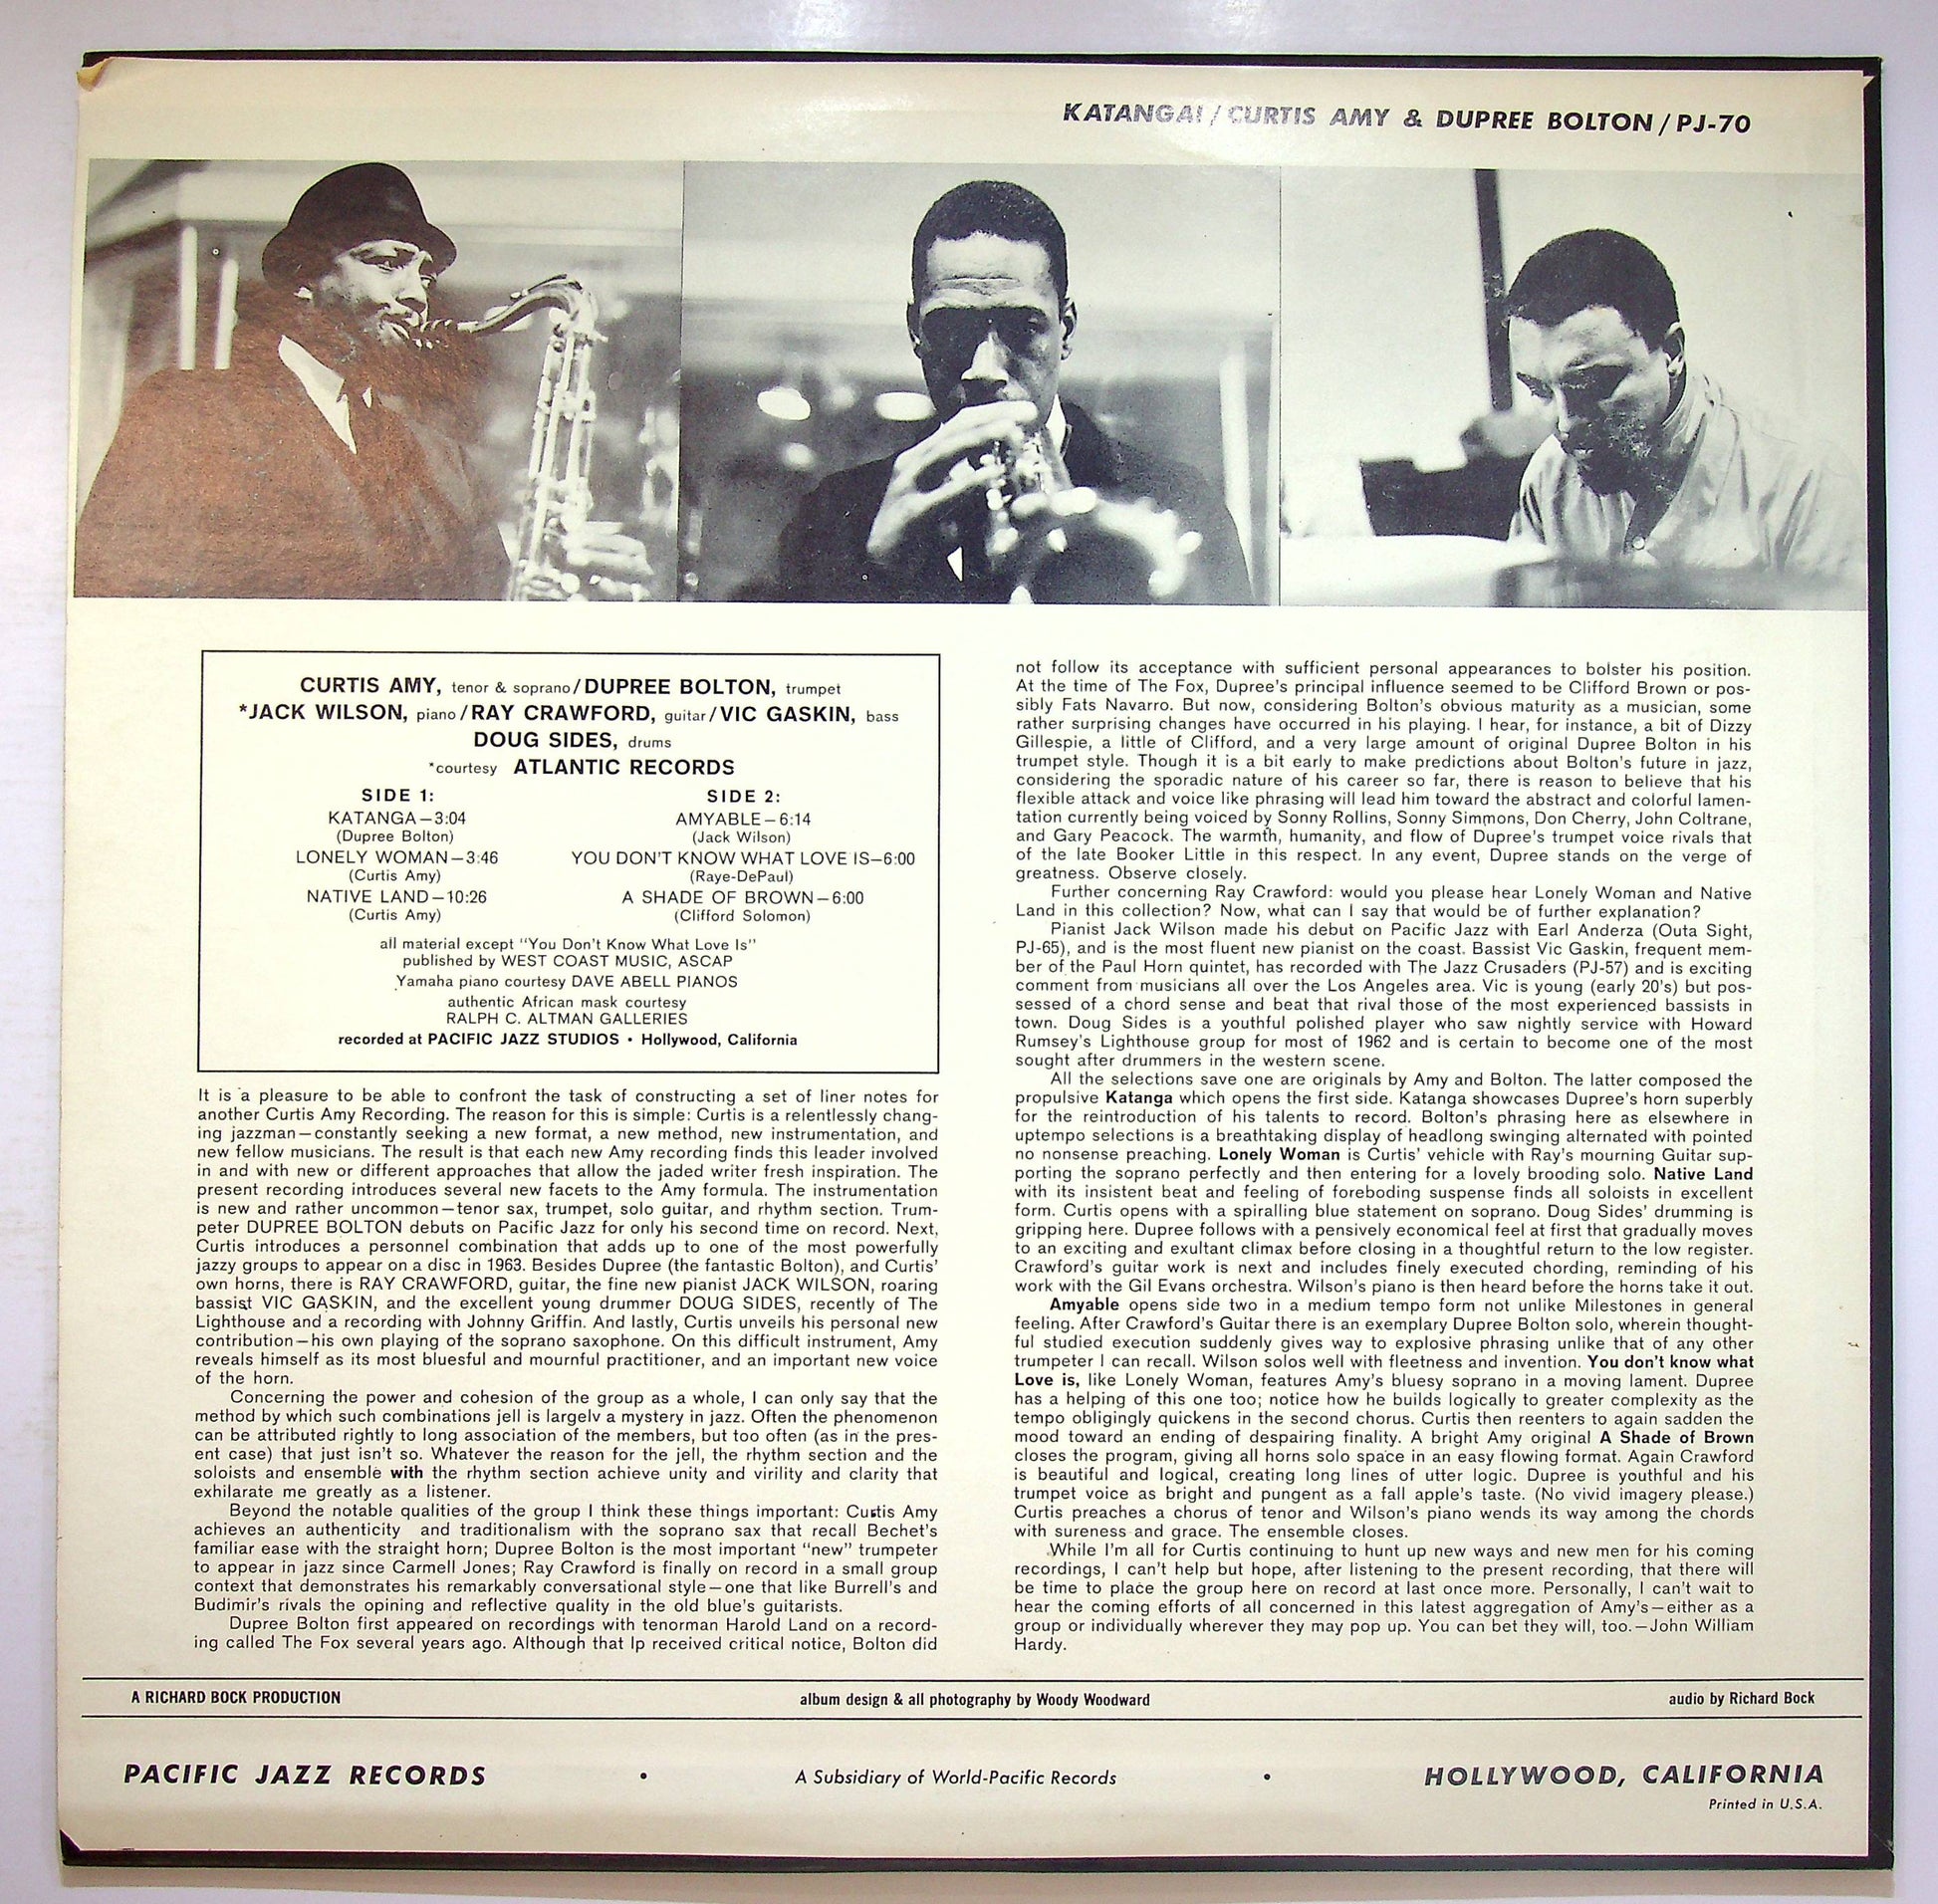 KATANGA!/CURTIS AMY & DUPREE BOLTON/PJ-70
CURTIS AMY, tenor & soprano/DUPREE BOLTON, trumpet
*JACK WILSON, piano/RAY CRAWFORD, guitar/VIC GASKIN, bass
DOUG SIDES, drums
*courtesy ATLANTIC RECORDS
SIDE 1:
KATANGA—3:04
(Dupree Bolton)
LONELY WOMAN—3:46
(Curtis Amy)
NATIVE LAND—10:26
(Curtis Amy)
SIDE 2:
AMYABLE—6:14
(Jack Wilson)
YOU DON'T KNOW WHAT LOVE IS—6:00
(Raye-DePaul)
A SHADE OF BROWN—6:00
(Clifford Solomon)
all material except "You Don't Know What Love Is"
published by WEST COAST MUSIC, ASCAP
Yamaha piano courtesy DAVE ABELL PIANOS
authentic African mask courtesy
RALPH C. ALTMAN GALLERIES
recorded at PACIFIC JAZZ STUDIOS • Hollywood, California
It is a pleasure to be able to confront the task of constructing a set of liner notes for
another Curtis Amy Recording. The reason for this is simple: Curtis is a relentlessly chang-
ing jazzman—constantly seeking a new format, a new method, new instrumentation, and
new fellow musicians. The result is that each new Amy recording finds this leader involved
in and with new or different approaches that allow the jaded writer fresh inspiration. The
present recording introduces several new facets to the Amy formula. The instrumentation
is new and rather uncommon—tenor sax, trumpet, solo guitar, and rhythm section. Trum-
peter DUPREE BOLTON debuts on Pacific Jazz for only his second time on record. Next,
Curtis introduces a personnel combination that adds up to one of the most powerfully
jazzy groups to appear on a disc in 1963. Besides Dupree (the fantastic Bolton), and Curtis'
own horns, there is RAY CRAWFORD, guitar, the fine new pianist JACK WILSON, roaring
bassist VIC GASKIN, and the excellent young drummer DOUG SIDES, recently of The
Lighthouse and a recording with Johnny Griffin. And lastly, Curtis unveils his personal new
contribution—his own playing of the soprano saxophone. On this difficult instrument, Amy
reveals himself as its most bluesful and mournful practitioner, and an important new voice
of the horn.
Concerning the power and cohesion of the group as a whole, I can only say that the
method by which such combinations jell is largelv a mystery in jazz. Often the phenomenon
can be attributed rightly to long association of the members, but too often (as in the pres-
ent case) that just isn't so. Whatever the reason for the jell, the rhythm section and the
soloists and ensemble with the rhythm section achieve unity and virility and clarity that
exhilarate me greatly as a listener.
Beyond the notable qualities of the group I think these things important: Curtis Amy
achieves an authenticity and traditionalism with the soprano sax that recall Bechet's
familiar ease with the straight horn; Dupree Bolton is the most important "new" trumpeter
to appear in jazz since Carmell Jones; Ray Crawford is finally on record in a small group
context that demonstrates his remarkably conversational style—one that like Burrell's and
Budimir's rivals the opining and reflective quality in the old blue's guitarists.
Dupree Bolton first appeared on recordings with tenorman Harold Land on a record-
ing called The Fox several years ago. Although that lp received critical notice, Bolton did
not follow its acceptance with sufficient personal appearances to bolster his position.
At the time of The Fox, Dupree's principal influence seemed to be Clifford Brown or pos-
sibly Fats Navarro. But now, considering Bolton's obvious maturity as a musician, some
rather surprising changes have occurred in his playing. I hear, for instance, a bit of Dizzy
Gillespie, a little of Clifford, and a very large amount of original Dupree Bolton in his
trumpet style. Though it is a bit early to make predictions about Bolton's future in jazz,
considering the sporadic nature of his career so far, there is reason to believe that his
flexible attack and voice like phrasing will lead him toward the abstract and colorful lamen-
tation currently being voiced by Sonny Rollins, Sonny Simmons, Don Cherry, John Coltrane,
and Gary Peacock. The warmth, humanity, and flow of Dupree's trumpet voice rivals that
of the late Booker Little in this respect. In any event, Dupree stands on the verge of
greatness. Observe closely.
Further concerning Ray Crawford: would you please hear Lonely Woman and Native
Land in this collection? Now, what can I say that would be of further explanation?
Pianist Jack Wilson made his debut on Pacific Jazz with Earl Anderza (Outa Sight,
PJ-65), and is the most fluent new pianist on the coast. Bassist Vic Gaskin, frequent mem-
ber of the Paul Horn quintet, has recorded with The Jazz Crusaders (PJ-57) and is exciting
comment from musicians all over the Los Angeles area. Vic is young (early 20's) but pos-
sessed of a chord sense and beat that rival those of the most experienced bassists in
town. Doug Sides is a youthful polished player who saw nightly service with Howard
Rumsey's Lighthouse group for most of 1962 and is certain to become one of the most
sought after drummers in the western scene.
All the selections save one are originals by Amy and Bolton. The latter composed the
propulsive Katanga which opens the first side. Katanga showcases Dupree's horn superbly
for the reintroduction of his talents to record. Bolton's phrasing here as elsewhere in
uptempo selections is a breathtaking display of headlong swinging alternated with pointed
no nonsense preaching. Lonely Woman is Curtis' vehicle with Ray's mourning Guitar sup-
porting the soprano perfectly and then entering for a lovely brooding solo. Native Land
with its insistent beat and feeling of foreboding suspense finds all soloists in excellent
form. Curtis opens with a spiralling blue statement on soprano. Doug Sides' drumming is
gripping here. Dupree follows with a pensively economical feel at first that gradually moves
to an exciting and exultant climax before closing in a thoughtful return to the low register.
Crawford's guitar work is next and includes finely executed chording, reminding of his
work with the Gil Evans orchestra. Wilson's piano is then heard before the horns take it out.
Amyable opens side two in a medium tempo form not unlike Milestones in general
feeling. After Crawford's Guitar there is an exemplary Dupree Bolton solo, wherein thought-
ful studied execution suddenly gives way to explosive phrasing unlike that of any other
trumpeter I can recall. Wilson solos well with fleetness and invention. You don't know what
Love is, like Lonely Woman, features Amy's bluesy soprano in a moving lament. Dupree
has a helping of this one too; notice how he builds logically to greater complexity as the
tempo obligingly quickens in the second chorus. Curtis then reenters to again sadden the
mood toward an ending of despairing finality. A bright Amy original A Shade of Brown
closes the program, giving all horns solo space in an easy flowing format. Again Crawford
is beautiful and logical, creating long lines of utter logic. Dupree is youthful and his
trumpet voice as bright and pungent as a fall apple's taste. (No vivid imagery please.)
Curtis preaches a chorus of tenor and Wilson's piano wends its way among the chords
with sureness and grace. The ensemble closes.
While I'm all for Curtis continuing to hunt up new ways and new men for his coming
recordings, I can't help but hope, after listening to the present recording, that there will
be time to place the group here on record at last once more. Personally, I can't wait to
hear the coming efforts of all concerned in this latest aggregation of Amy's—either as a
group or individually wherever they may pop up. You can bet they will, too.—John William
Hardy.
A RICHARD BOCK PRODUCTION
album design & all photography by Woody Woodward
audio by Richard Bock
PACIFIC JAZZ RECORDS • A Subsidiary of World-Pacific Records • HOLLYWOOD, CALIFORNIA
Printed in U.S.A.